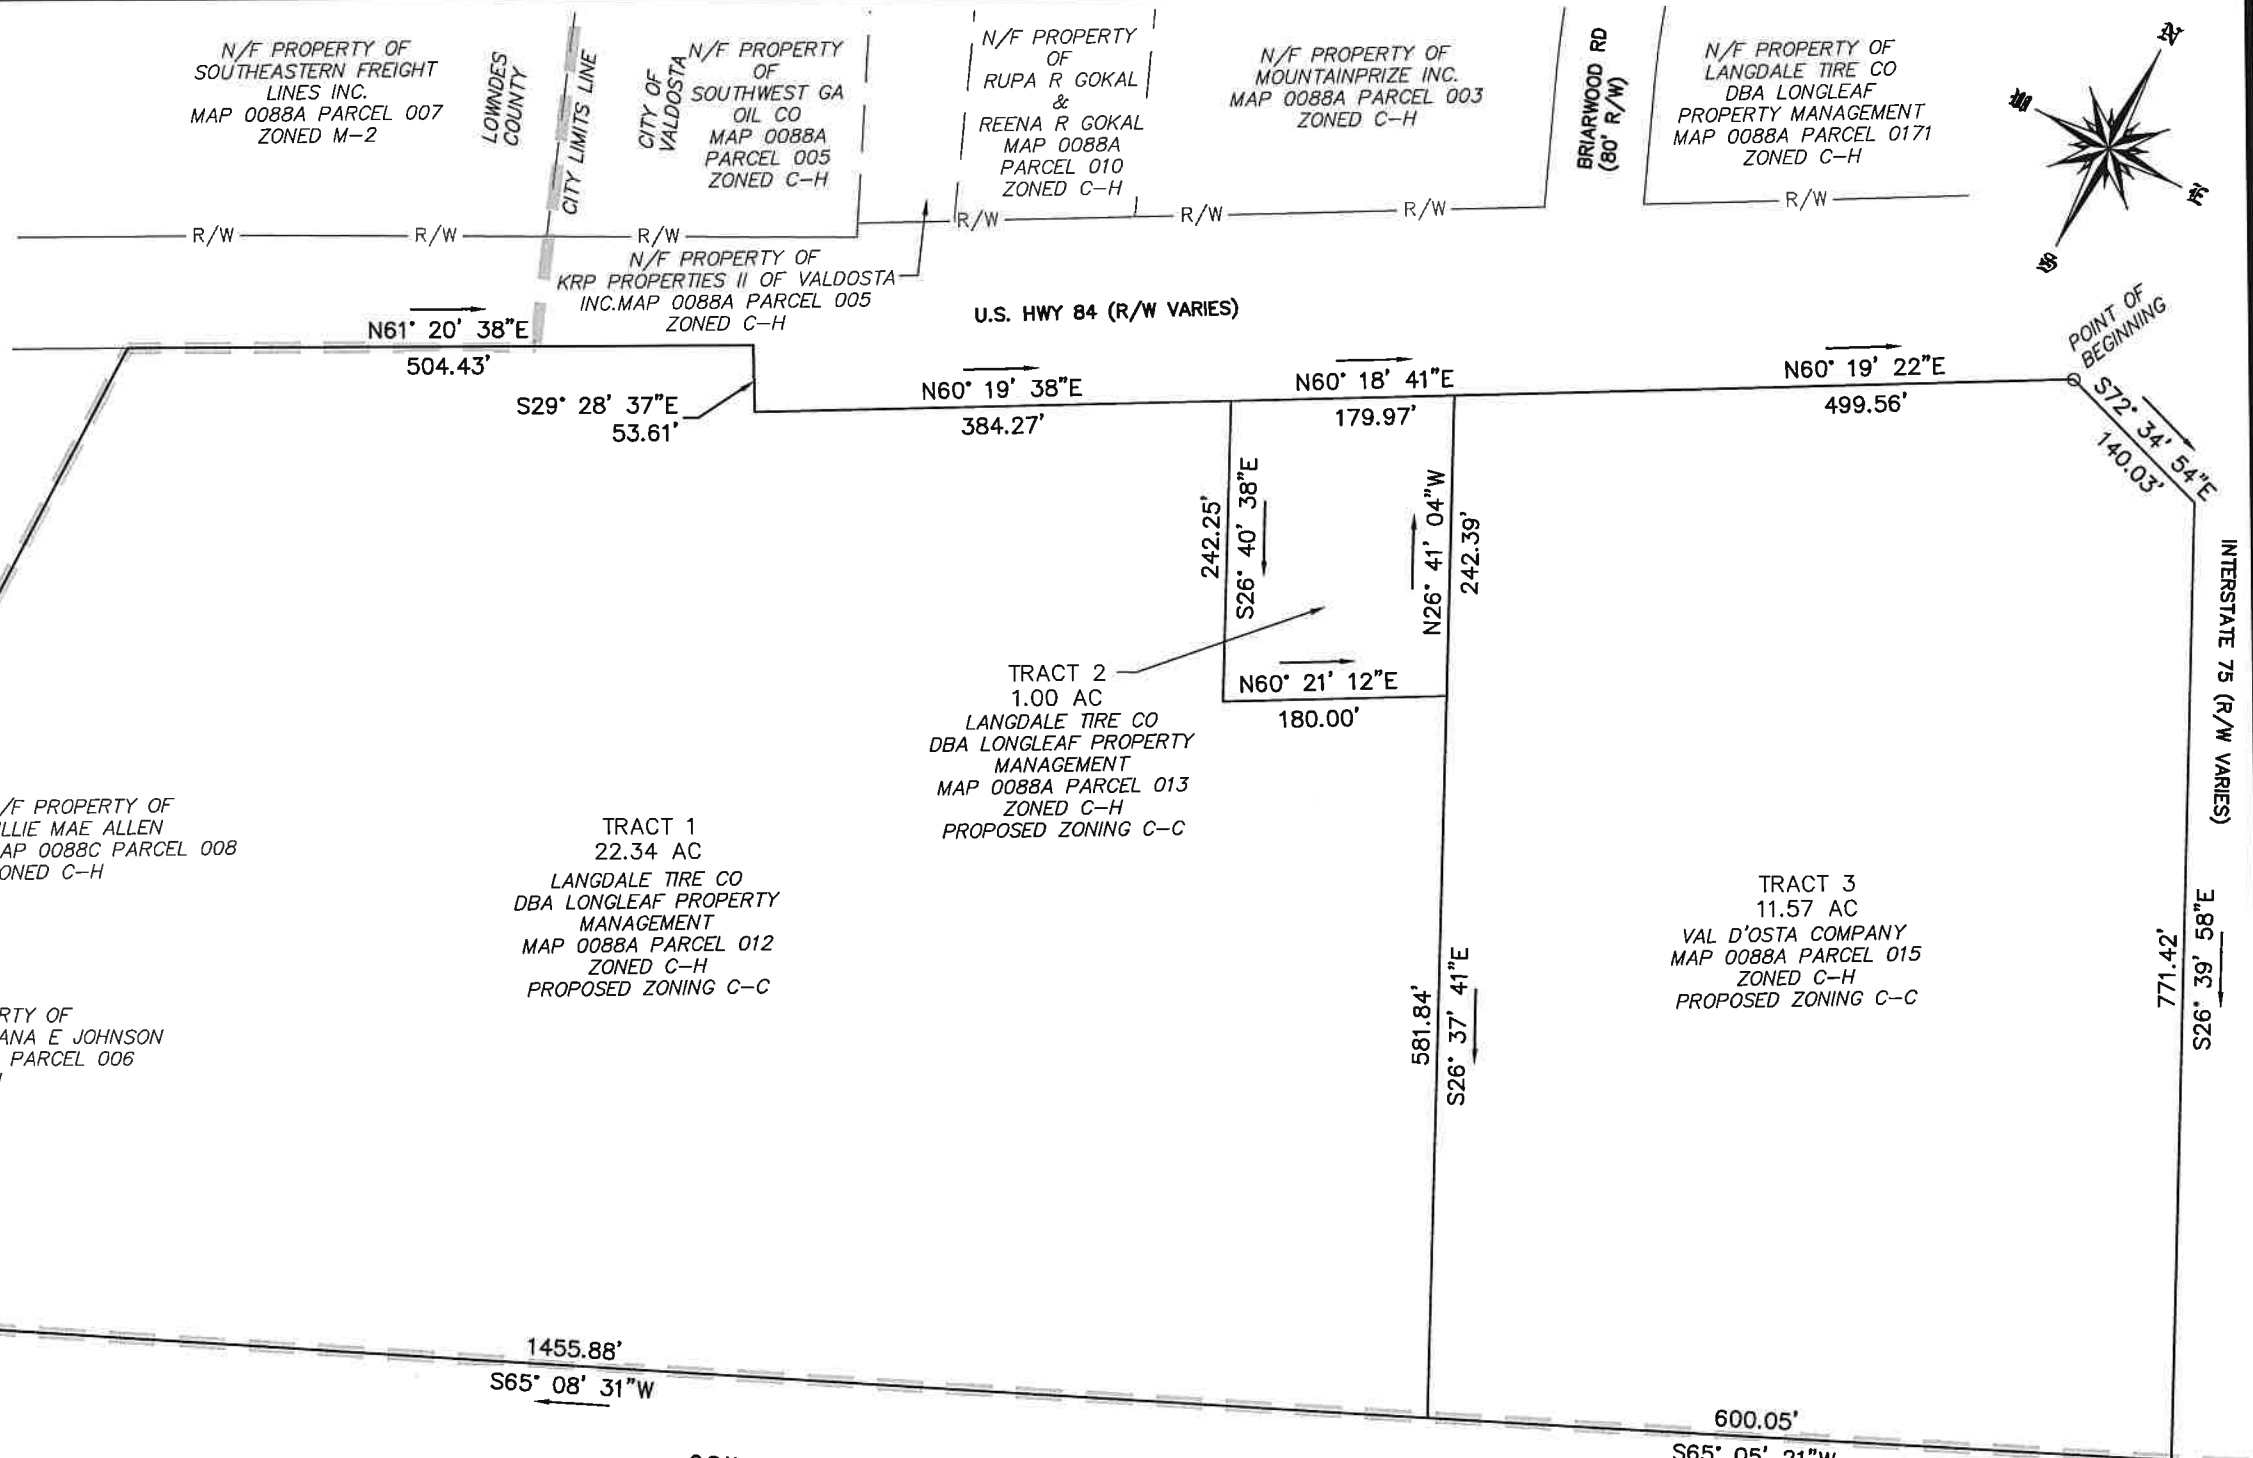 N/F PROPERTY OF
SOUTHEASTERN FREIGHT
LINES INC.
MAP 0088A PARCEL 007
ZONED M-2
LOWNDES
COUNTY
CITY LIMITS LINE
CITY OF
VALDOSTA
N/F PROPERTY
OF
SOUTHWEST GA
OIL CO
MAP 0088A
PARCEL 005
ZONED C-H
N/F PROPERTY
OF
RUPA R GOKAL
&
REENA R GOKAL
MAP 0088A
PARCEL 010
ZONED C-H
N/F PROPERTY OF
MOUNTAINPRIZE INC.
MAP 0088A PARCEL 003
ZONED C-H
BRIARWOOD RD
(80' R/W)
N/F PROPERTY OF
LANGDALE TIRE CO
DBA LONGLEAF
PROPERTY MANAGEMENT
MAP 0088A PARCEL 0171
ZONED C-H
N
W
E
S
R/W
R/W
R/W
R/W
R/W
R/W
R/W
N/F PROPERTY OF
KRP PROPERTIES II OF VALDOSTA
INC.MAP 0088A PARCEL 005
ZONED C-H
U.S. HWY 84 (R/W VARIES)
POINT OF
BEGINNING
N61° 20' 38"E
504.43'
S29° 28' 37"E
53.61'
N60° 19' 38"E
384.27'
N60° 18' 41"E
179.97'
N60° 19' 22"E
499.56'
S72° 34' 54"E
140.03'
242.25'
S26° 40' 38"E
N26° 41' 04"W
242.39'
N60° 21' 12"E
180.00'
INTERSTATE 75 (R/W VARIES)
TRACT 2
1.00 AC
LANGDALE TIRE CO
DBA LONGLEAF PROPERTY
MANAGEMENT
MAP 0088A PARCEL 013
ZONED C-H
PROPOSED ZONING C-C
/F PROPERTY OF
LLIE MAE ALLEN
AP 0088C PARCEL 008
ONED C-H
TRACT 1
22.34 AC
LANGDALE TIRE CO
DBA LONGLEAF PROPERTY
MANAGEMENT
MAP 0088A PARCEL 012
ZONED C-H
PROPOSED ZONING C-C
TRACT 3
11.57 AC
VAL D'OSTA COMPANY
MAP 0088A PARCEL 015
ZONED C-H
PROPOSED ZONING C-C
581.84'
S26° 37' 41"E
771.42'
S26° 39' 58"E
RTY OF
ANA E JOHNSON
PARCEL 006
1455.88'
S65° 08' 31"W
600.05'
S65° 05' 21"W